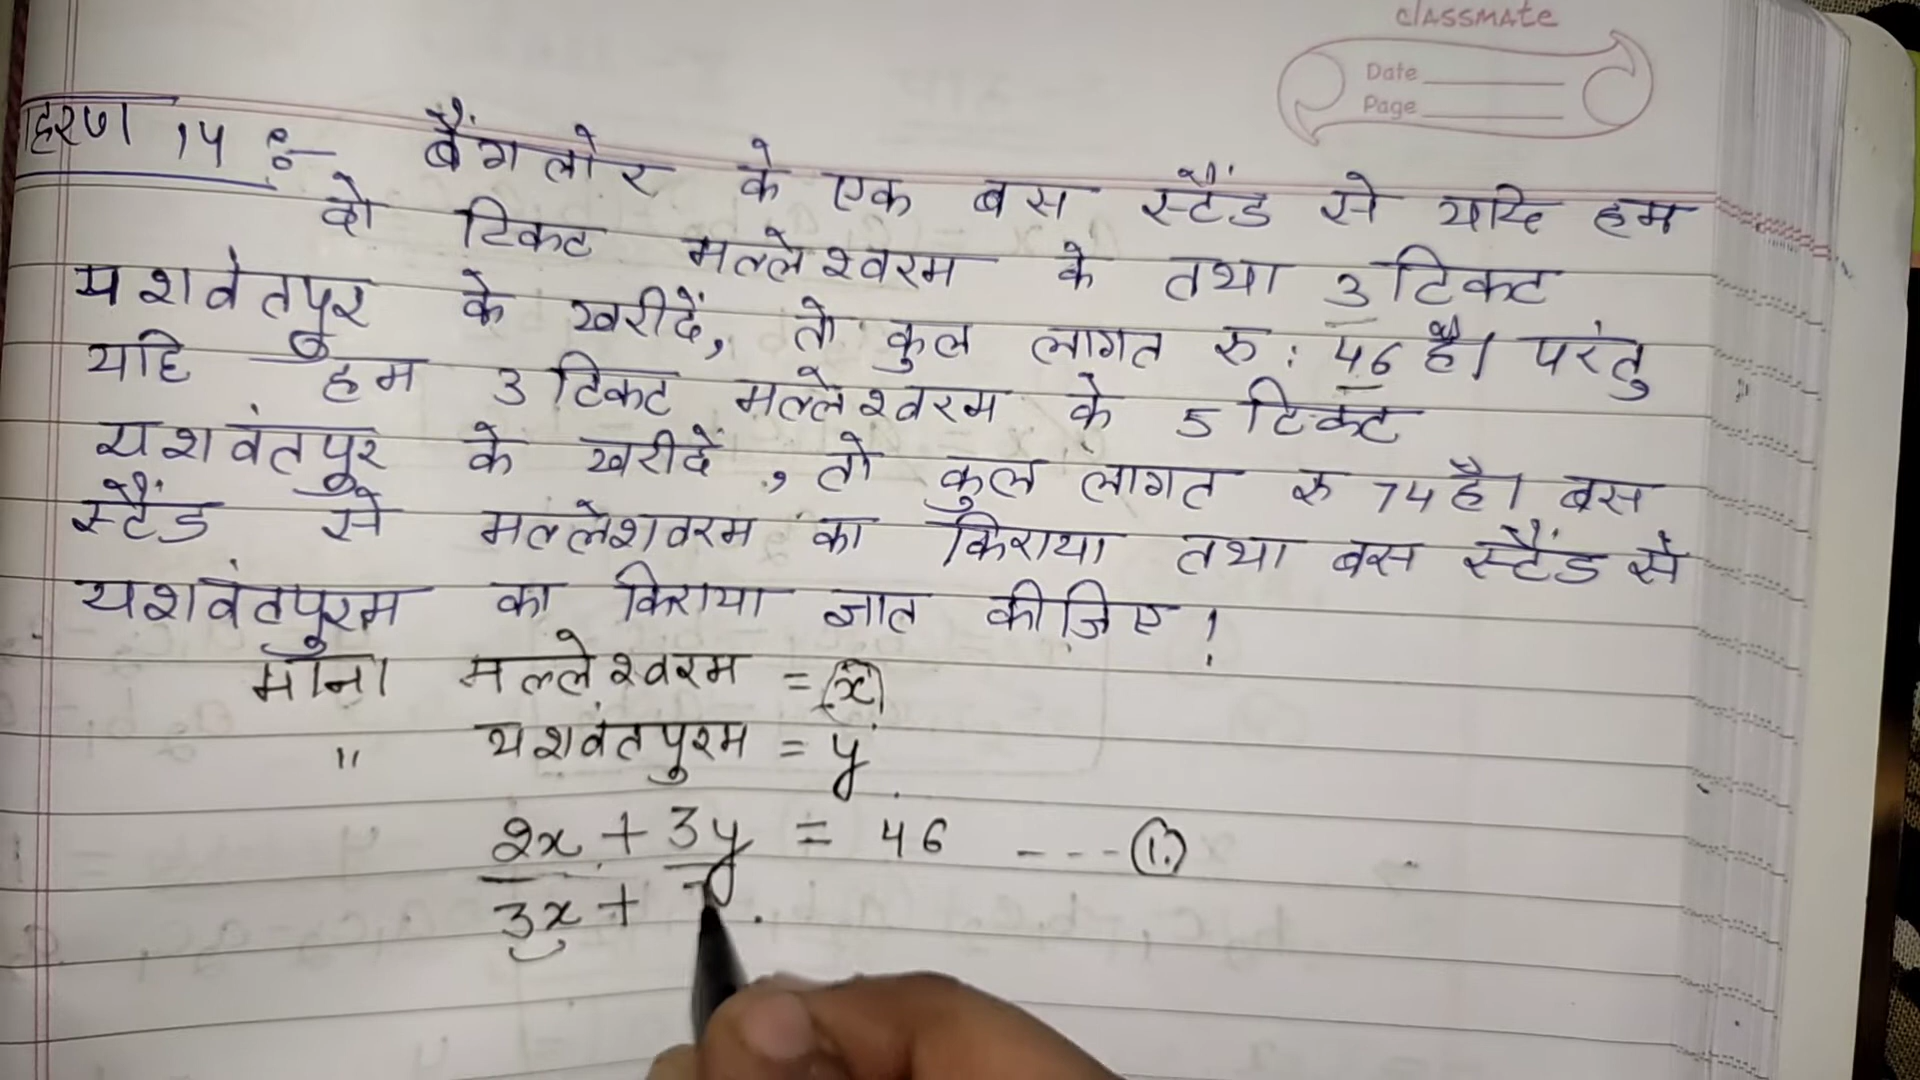 classmate
Date
Page
हरण 14 :-  बैंगलोर के एक बस स्टैंड से यदि हम
दो टिकट मल्लेश्वरम के तथा 3 टिकट
यशवंतपुर के खरीदें, तो कुल लागत रु: 46 है। परंतु
यदि हम 3 टिकट मल्लेश्वरम के 5 टिकट
यशवंतपुर के खरीदें, तो कुल लागत रु 74 है। बस
स्टैंड से मल्लेशवरम का किराया तथा बस स्टैंड से
यशवंतपुरम का किराया ज्ञात कीजिए!
माना मल्लेश्वरम = x
" यशवंतपुरम = y
2x + 3y = 46 ---(1.)
3x +